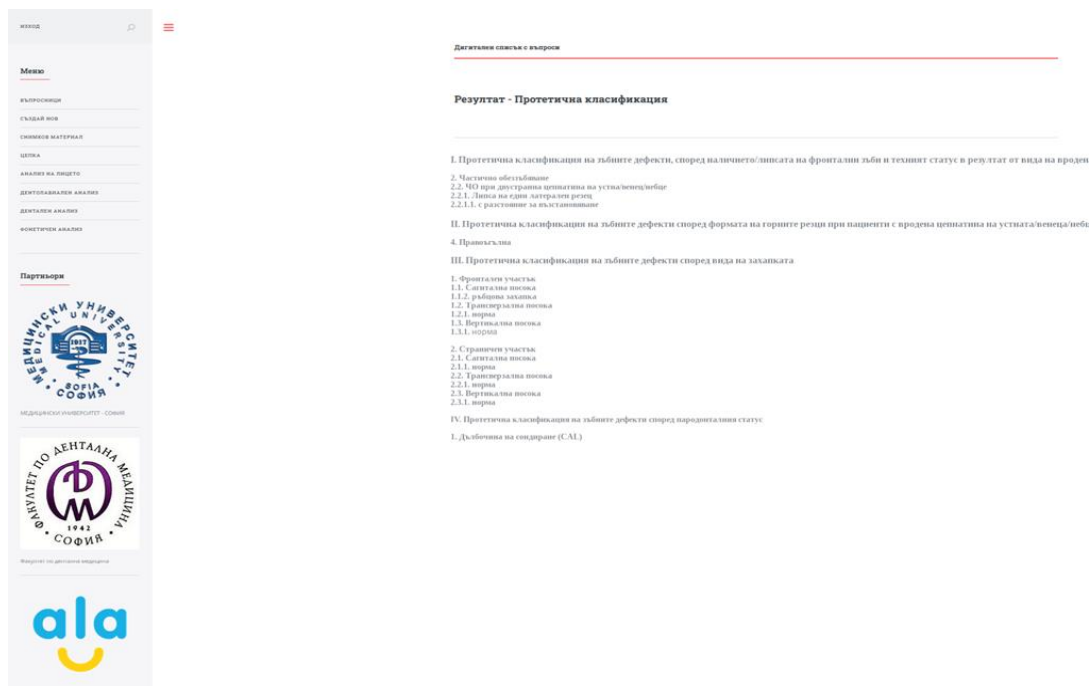 ИЗХОД
Меню
ВЪПРОСНИЦИ
СЪЗДАЙ НОВ
СНИМКОВ МАТЕРИАЛ
ЦЕПКА
АНАЛИЗ НА ЛИЦЕТО
ДЕНТОЛАБИАЛЕН АНАЛИЗ
ДЕНТАЛЕН АНАЛИЗ
ФОНЕТИЧЕН АНАЛИЗ
Партньори
МЕДИЦИНСКИ УНИВЕРСИТЕТ
MEDICAL UNIVERSITY
1917
SOFIA
СОФИЯ
МЕДИЦИНСКИ УНИВЕРСИТЕТ - СОФИЯ
ФАКУЛТЕТ ПО ДЕНТАЛНА МЕДИЦИНА
ДМ
1942
СОФИЯ
Факултет по дентална медицина
ala
Дигитален списък с въпроси
Резултат - Протетична класификация
I. Протетична класификация на зъбните дефекти, според наличието/липсата на фронтални зъби и техният статус в резултат от вида на вроден
2. Частично обеззъбяване
2.2. ЧО при двустранна цепнатина на устна/венец/небце
2.2.1. Липса на един латерален резец
2.2.1.1. с разстояние за възстановяване
II. Протетична класификация на зъбните дефекти според формата на горните резци при пациенти с вродена цепнатина на устната/венеца/небц
4. Правоъгълна
III. Протетична класификация на зъбните дефекти според вида на захапката
1. Фронтален участък
1.1. Сагитална посока
1.1.2. ръбцова захапка
1.2. Трансверзална посока
1.2.1. норма
1.3. Вертикална посока
1.3.1. норма
2. Страничен участък
2.1. Сагитална посока
2.1.1. норма
2.2. Трансверзална посока
2.2.1. норма
2.3. Вертикална посока
2.3.1. норма
IV. Протетична класификация на зъбните дефекти според пародонталния статус
1. Дълбочина на сондиране (CAL)